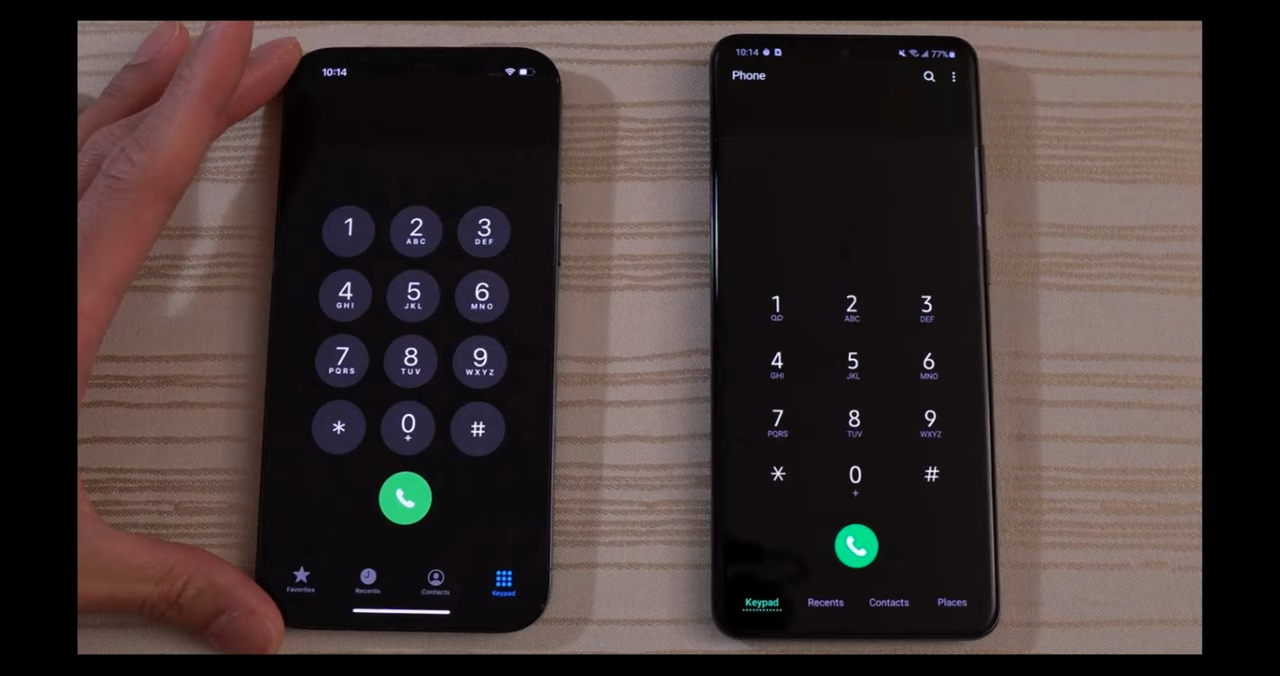 10:14
1
2 3
ABC DEF
4 5 6
GHI JKL MNO
7 8 9
PQRS TUV WXYZ
* 0 #
+
Favorites Recents Contacts Keypad
10:14 77%
Phone
1 2 3
ABC DEF
4 5 6
GHI JKL MNO
7 8 9
PQRS TUV WXYZ
* 0 #
+
Keypad Recents Contacts Places